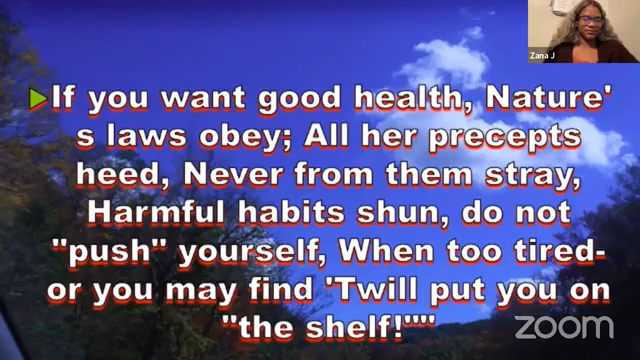 Zana J
If you want good health, Nature'
s laws obey; All her precepts
heed, Never from them stray,
Harmful habits shun, do not
"push" yourself, When too tired-
or you may find 'Twill put you on
"the shelf!"""
zoom